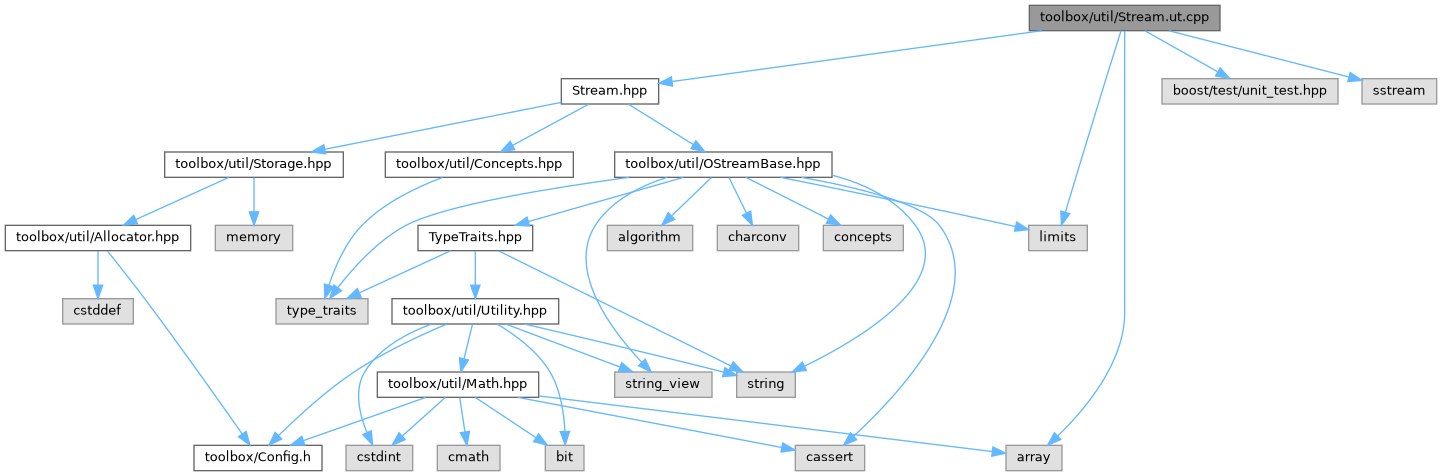 toolbox/util/Stream.ut.cpp
Stream.hpp
boost/test/unit_test.hpp
sstream
toolbox/util/Storage.hpp
toolbox/util/Concepts.hpp
toolbox/util/OStreamBase.hpp
toolbox/util/Allocator.hpp
memory
TypeTraits.hpp
algorithm
charconv
concepts
limits
cstddef
type_traits
toolbox/util/Utility.hpp
toolbox/util/Math.hpp
string_view
string
toolbox/Config.h
cstdint
cmath
bit
cassert
array